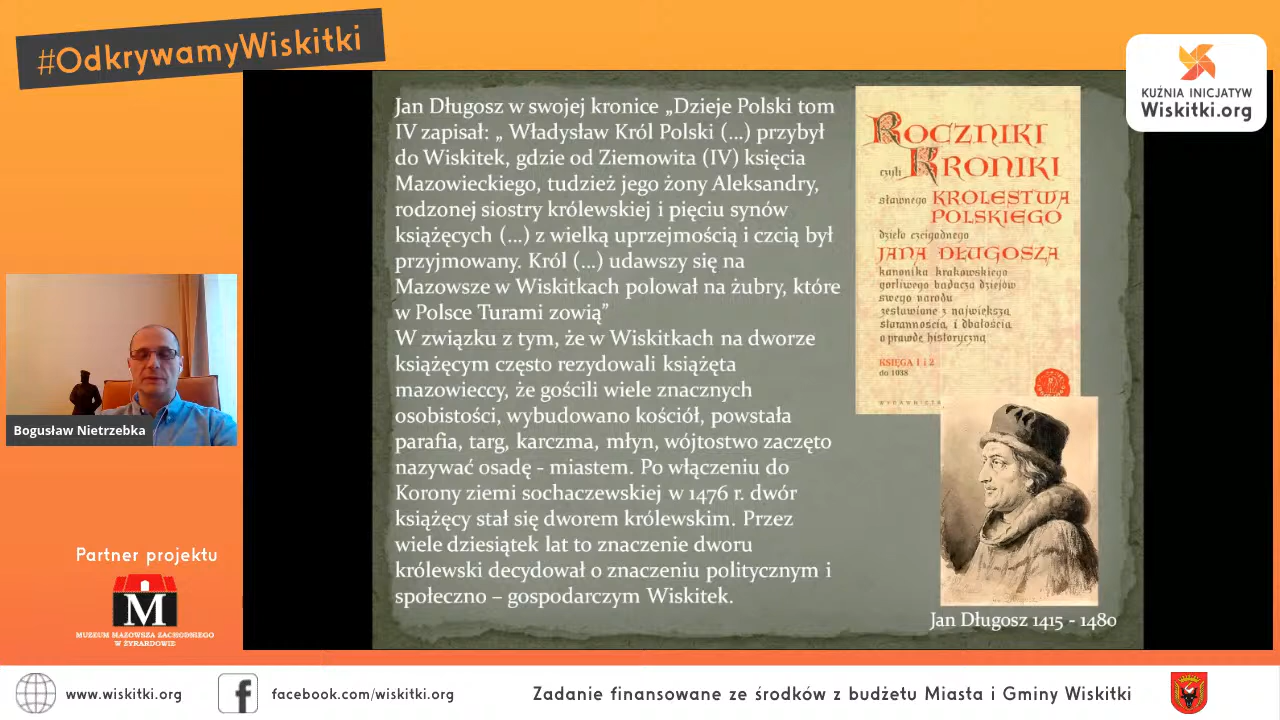 #OdkrywamyWiskitki
KUŹNIA INICJATYW
Wiskitki.org
Jan Długosz w swojej kronice „Dzieje Polski tom
IV zapisał: „ Władysław Król Polski (...) przybył
do Wiskitek, gdzie od Ziemowita (IV) księcia
Mazowieckiego, tudzież jego żony Aleksandry,
rodzonej siostry królewskiej i pięciu synów
książęcych (...) z wielką uprzejmością i czcią był
przyjmowany. Król (...) udawszy się na
Mazowsze w Wiskitkach polował na żubry, które
w Polsce Turami zowią”
W związku z tym, że w Wiskitkach na dworze
książęcym często rezydowali książęta
mazowieccy, że gościli wiele znacznych
osobistości, wybudowano kościół, powstała
parafia, targ, karczma, młyn, wójtostwo zaczęto
nazywać osadę - miastem. Po włączeniu do
Korony ziemi sochaczewskiej w 1476 r. dwór
książęcy stał się dworem królewskim. Przez
wiele dziesiątek lat to znaczenie dworu
królewski decydował o znaczeniu politycznym i
społeczno – gospodarczym Wiskitek.
ROCZNIKI
czyli KRONIKI
sławnego KRÓLESTWA
POLSKIEGO
dzieło czcigodnego
JANA DŁUGOSZA
kanonika krakowskiego
gorliwego badacza dziejów
swego narodu
zestawione z największą
starannością i dbałością
o prawdę historyczną
KSIĘGA 1 i 2
do 1038
Jan Długosz 1415 - 1480
Bogusław Nietrzebka
Partner projektu
M
MUZEUM MAZOWSZA ZACHODNIEGO
W ŻYRARDOWIE
www.wiskitki.org
facebook.com/wiskitki.org
Zadanie finansowane ze środków z budżetu Miasta i Gminy Wiskitki